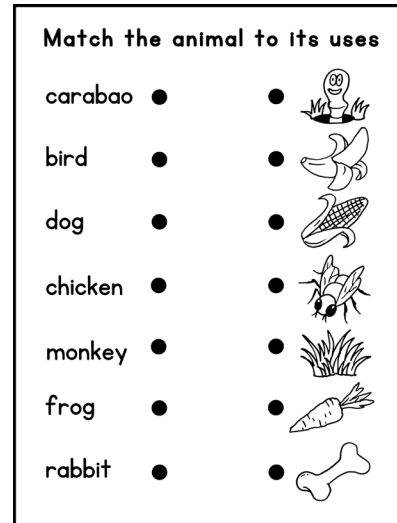 Match the animal to its uses
carabao
bird
dog
chicken
monkey
frog
rabbit